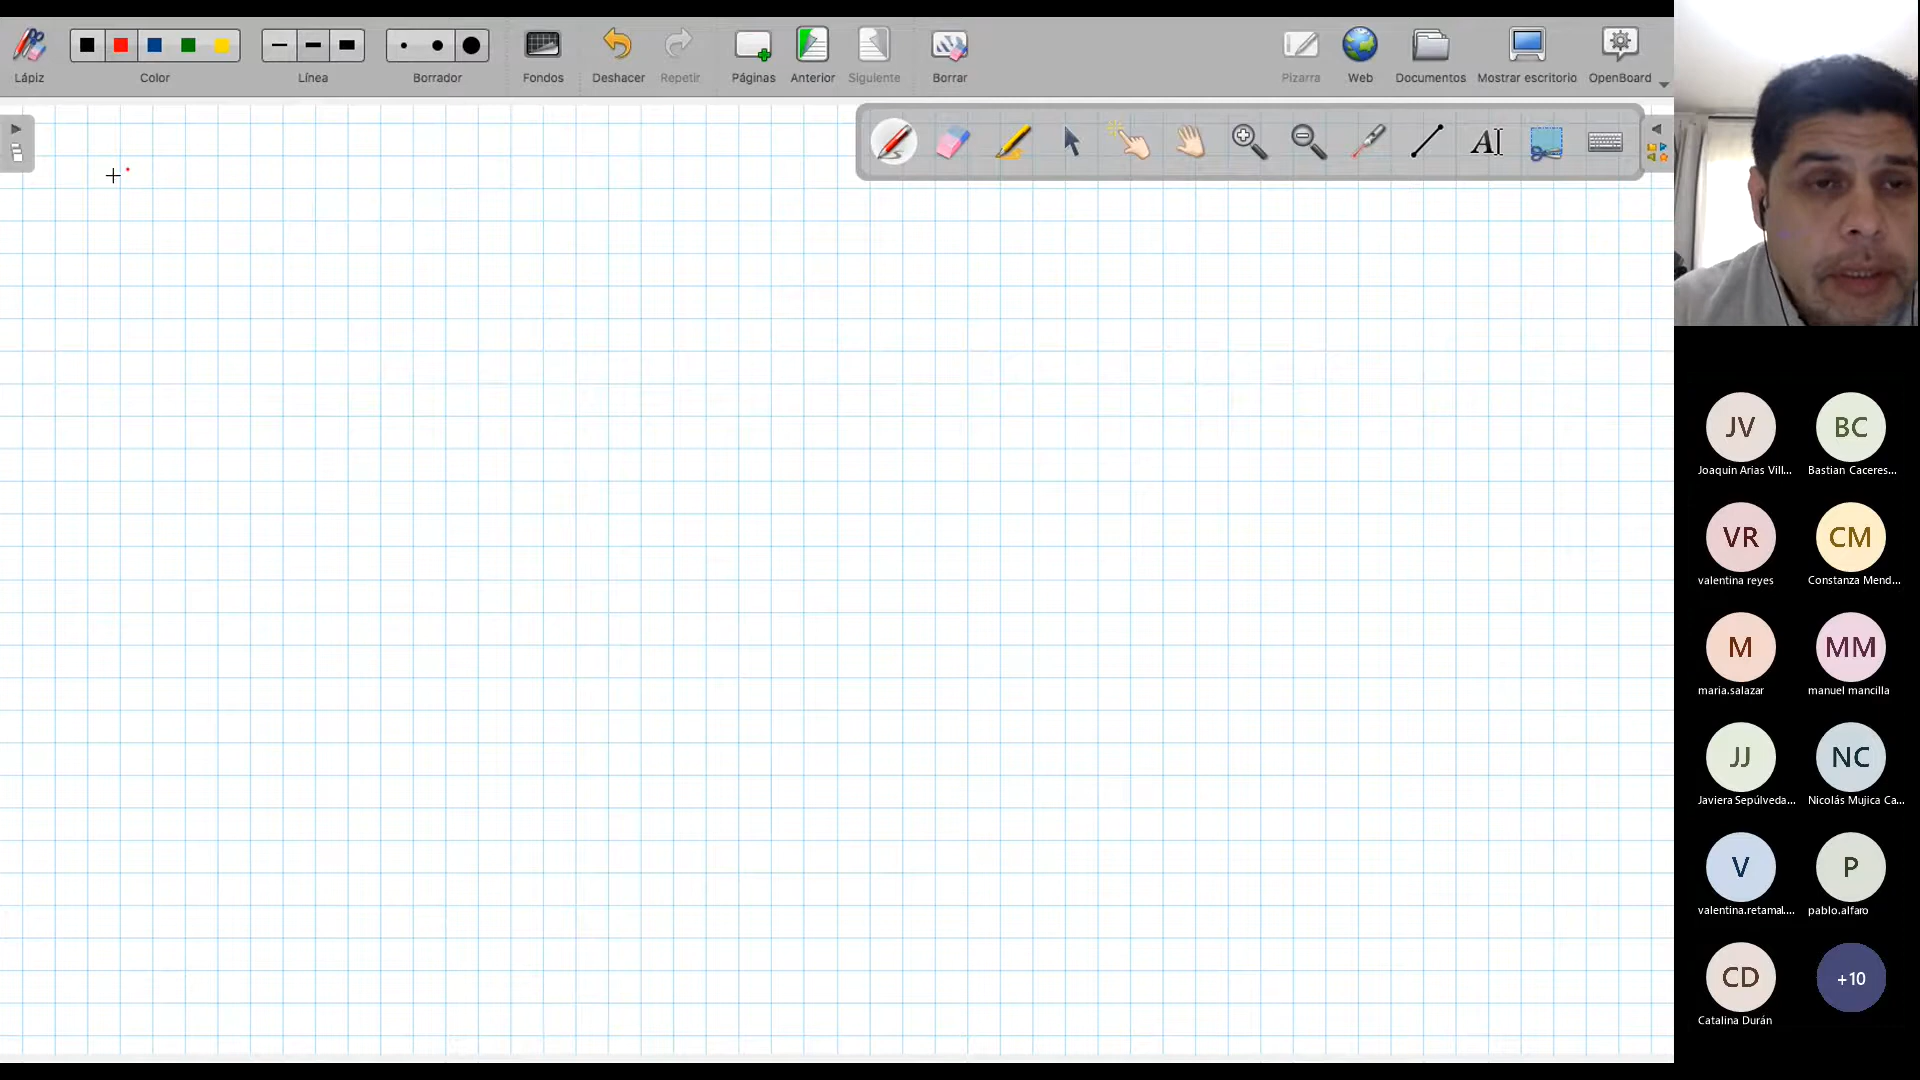 Lápiz
Color
Línea
Borrador
Fondos
Deshacer
Repetir
Páginas
Anterior
Siguiente
Borrar
Pizarra
Web
Documentos
Mostrar escritorio
OpenBoard
A
JV
BC
Joaquin Arias Vill...
Bastian Caceres...
VR
CM
valentina reyes
Constanza Mend...
M
MM
maria.salazar
manuel mancilla
JJ
NC
Javiera Sepúlveda...
Nicolás Mujica Ca...
V
P
valentina.retamal....
pablo.alfaro
CD
+10
Catalina Durán